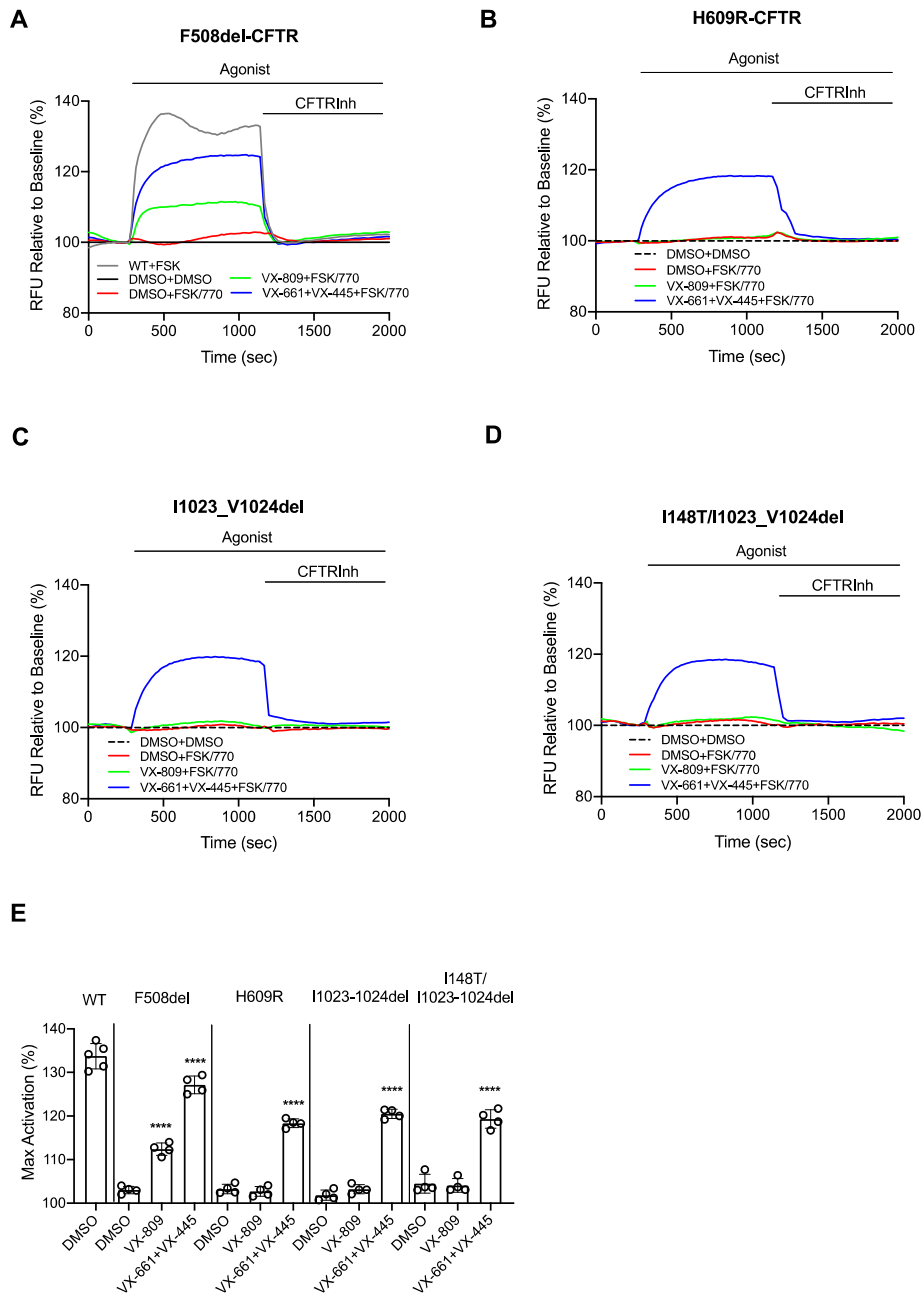 A
F508del-CFTR
Agonist
CFTRInh
RFU Relative to Baseline (%)
140
120
100
80
WT+FSK
DMSO+DMSO
DMSO+FSK/770
VX-809+FSK/770
VX-661+VX-445+FSK/770
0 500 1000 1500 2000
Time (sec)
B
H609R-CFTR
Agonist
CFTRInh
RFU Relative to Baseline (%)
140
120
100
80
DMSO+DMSO
DMSO+FSK/770
VX-809+FSK/770
VX-661+VX-445+FSK/770
0 500 1000 1500 2000
Time (sec)
C
I1023_V1024del
Agonist
CFTRInh
RFU Relative to Baseline (%)
140
120
100
80
DMSO+DMSO
DMSO+FSK/770
VX-809+FSK/770
VX-661+VX-445+FSK/770
0 500 1000 1500 2000
Time (sec)
D
I148T/I1023_V1024del
Agonist
CFTRInh
RFU Relative to Baseline (%)
140
120
100
80
DMSO+DMSO
DMSO+FSK/770
VX-809+FSK/770
VX-661+VX-445+FSK/770
0 500 1000 1500 2000
Time (sec)
E
WT F508del H609R I1023-1024del I148T/
I1023-1024del
Max Activation (%)
140
130
120
110
100
**** **** **** **** ****
DMSO
DMSO
VX-809
VX-661+VX-445
DMSO
VX-809
VX-661+VX-445
DMSO
VX-809
VX-661+VX-445
DMSO
VX-809
VX-661+VX-445